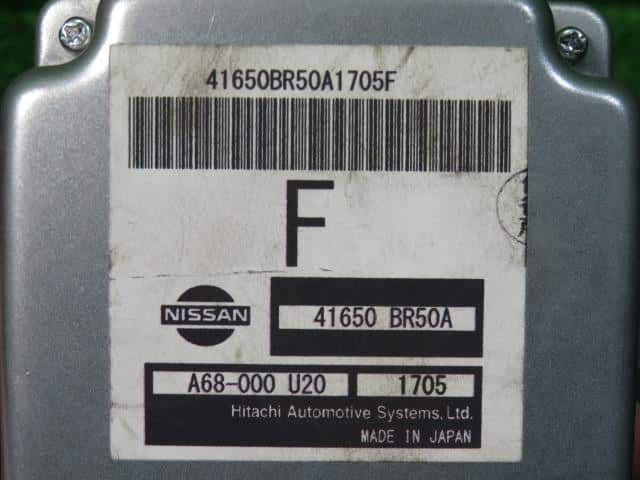 41650BR50A1705F
F
NISSAN
41650 BR50A
A68-000 U20 1705
Hitachi Automotive Systems, Ltd.
MADE IN JAPAN